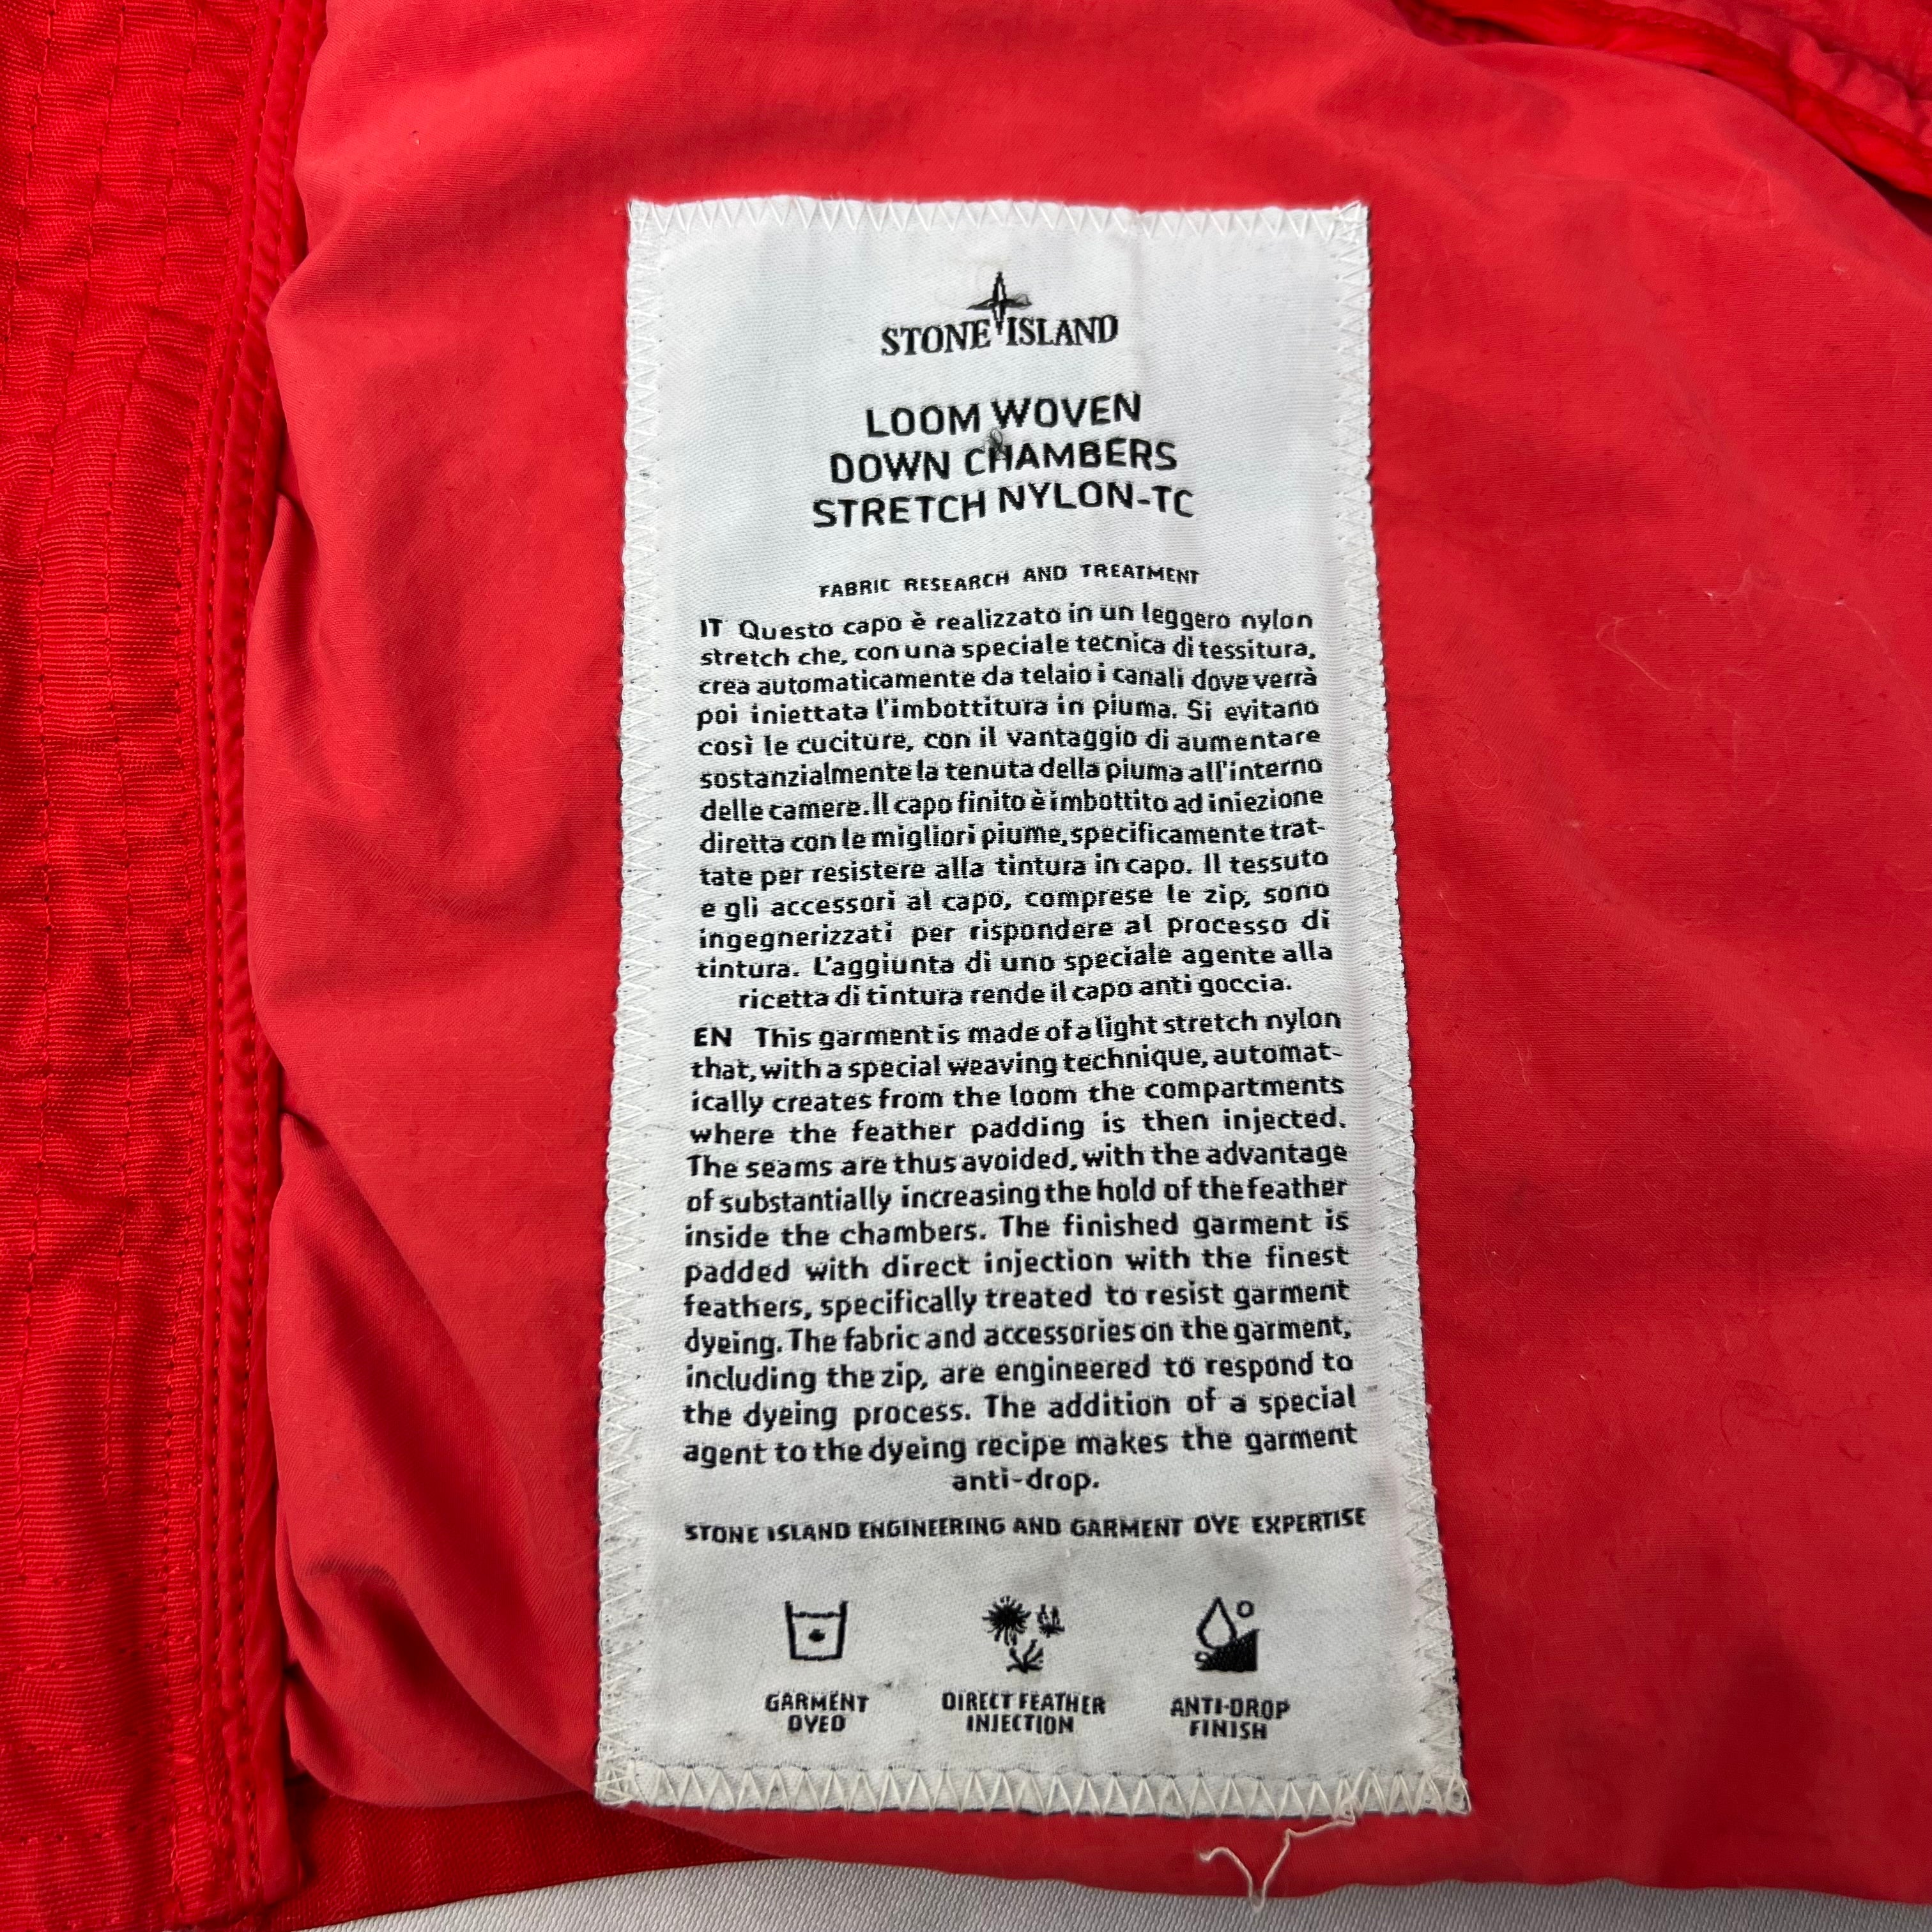 STONE ISLAND
LOOM WOVEN
DOWN CHAMBERS
STRETCH NYLON-TC
FABRIC RESEARCH AND TREATMENT
IT Questo capo è realizzato in un leggero nylon
stretch che, con una speciale tecnica di tessitura,
crea automaticamente da telaio i canali dove verrà
poi iniettata l'imbottitura in piuma. Si evitano
così le cuciture, con il vantaggio di aumentare
sostanzialmente la tenuta della piuma all'interno
delle camere. Il capo finito è imbottito ad iniezione
diretta con le migliori piume, specificamente trat-
tate per resistere alla tintura in capo. Il tessuto
e gli accessori al capo, comprese le zip, sono
ingegnerizzati per rispondere al processo di
tintura. L'aggiunta di uno speciale agente alla
ricetta di tintura rende il capo anti goccia.
EN This garment is made of a light stretch nylon
that, with a special weaving technique, automat-
ically creates from the loom the compartments
where the feather padding is then injected.
The seams are thus avoided, with the advantage
of substantially increasing the hold of the feather
inside the chambers. The finished garment is
padded with direct injection with the finest
feathers, specifically treated to resist garment
dyeing. The fabric and accessories on the garment,
including the zip, are engineered to respond to
the dyeing process. The addition of a special
agent to the dyeing recipe makes the garment
anti-drop.
STONE ISLAND ENGINEERING AND GARMENT DYE EXPERTISE
GARMENT
DYED
DIRECT FEATHER
INJECTION
ANTI-DROP
FINISH